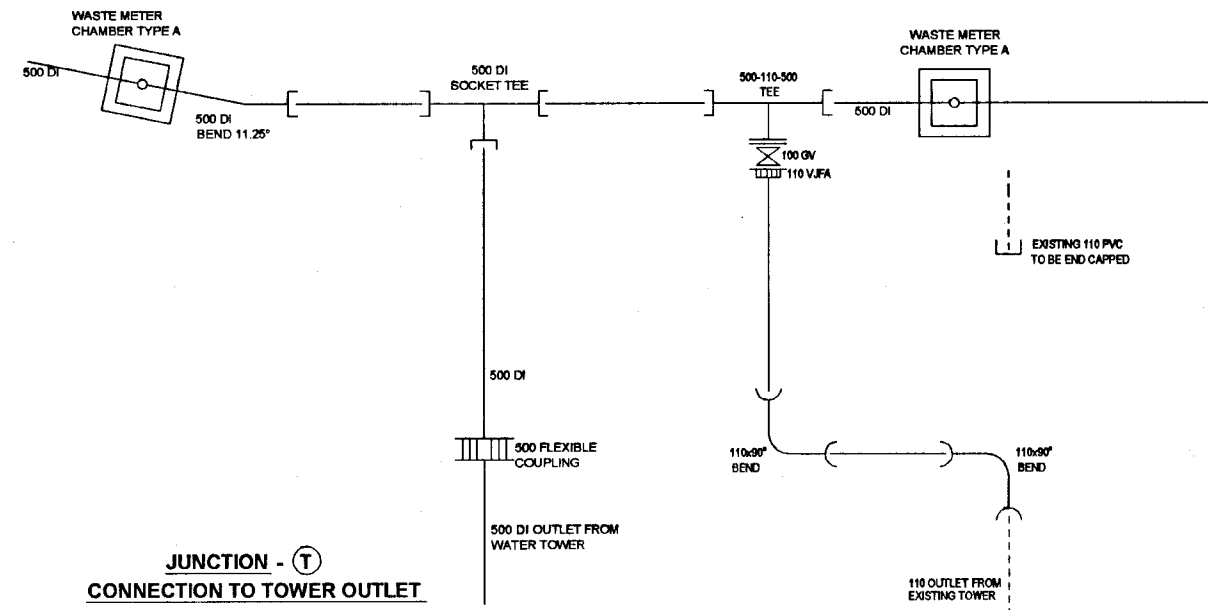 WASTE METER
CHAMBER TYPE A
500 DI
500 DI
BEND 11.25°
500 DI
SOCKET TEE
500-110-500
TEE
500 DI
WASTE METER
CHAMBER TYPE A
100 GV
110 VJFA
EXISTING 110 PVC
TO BE END CAPPED
500 DI
500 FLEXIBLE
COUPLING
110x90°
BEND
110x90°
BEND
500 DI OUTLET FROM
WATER TOWER
110 OUTLET FROM
EXISTING TOWER
JUNCTION - T
CONNECTION TO TOWER OUTLET